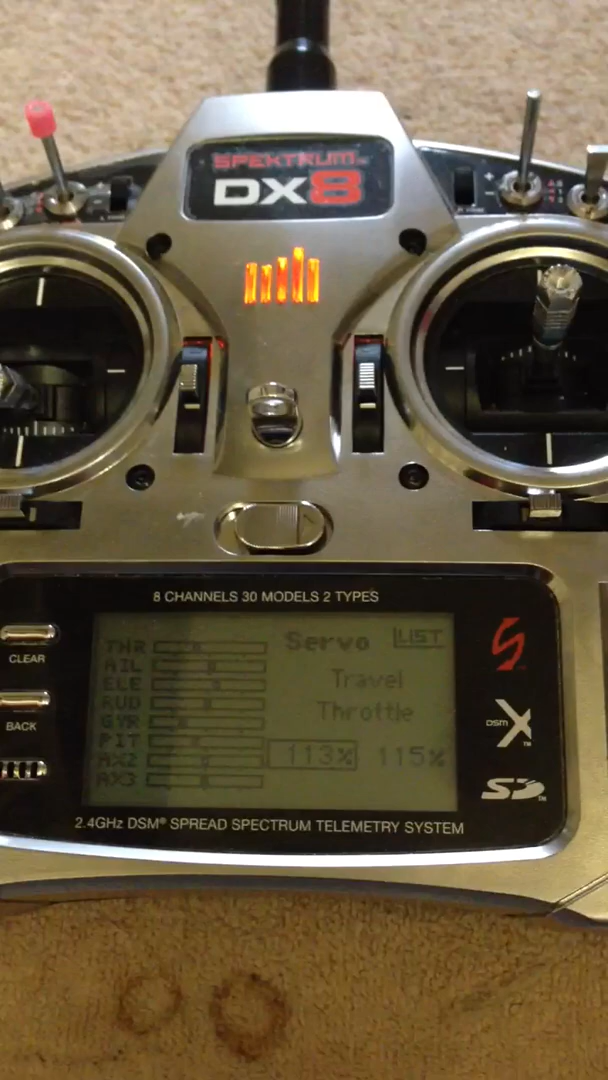 SPEKTRUM
DX8
8 CHANNELS 30 MODELS 2 TYPES
CLEAR
BACK
Servo LIST
Travel
Throttle
113% 115%
THR
AIL
ELE
RUD
GYR
PIT
AX2
AX3
DSM X
SD
2.4GHz DSM® SPREAD SPECTRUM TELEMETRY SYSTEM